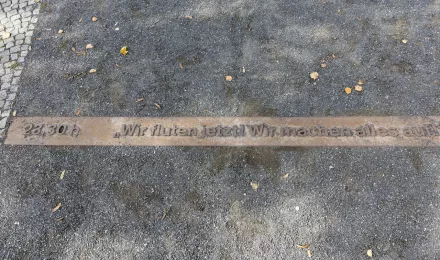 23.30 h „Wir fluten jetzt! Wir machen alles auf!